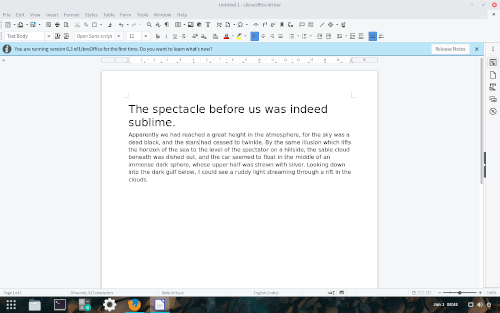 Untitled 1 - LibreOffice Writer
File Edit View Insert Format Styles Table Form Tools Window Help
Text Body Open Sans script 12
You are running version 6.3 of LibreOffice for the first time. Do you want to learn what's new? Release Notes
The spectacle before us was indeed
sublime.
Apparently we had reached a great height in the atmosphere, for the sky was a
dead black, and the stars had ceased to twinkle. By the same illusion which lifts
the horizon of the sea to the level of the spectator on a hillside, the sable cloud
beneath was dished out, and the car seemed to float in the middle of an
immense dark sphere, whose upper half was strewn with silver. Looking down
into the dark gulf below, I could see a ruddy light streaming through a rift in the
clouds.
Page 1 of 1 Default Style English (India) 100%